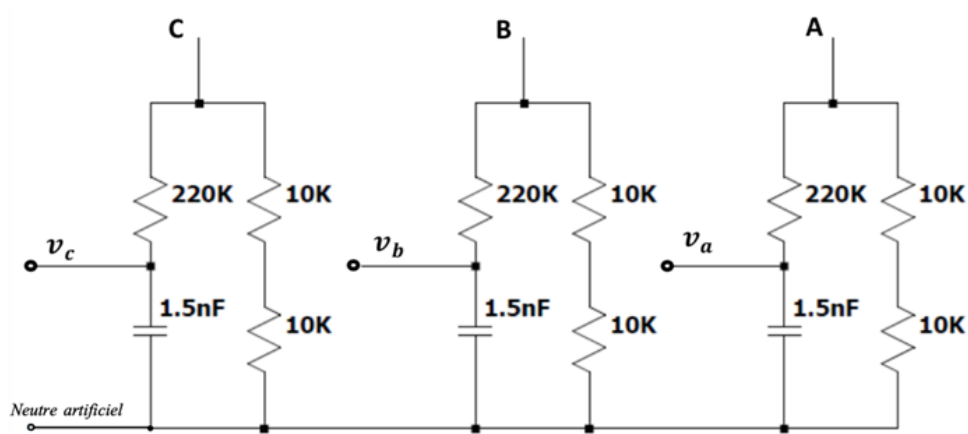 C B A
220K 10K 220K 10K 220K 10K
v_c v_b v_a
1.5nF 10K 1.5nF 10K 1.5nF 10K
Neutre artificiel